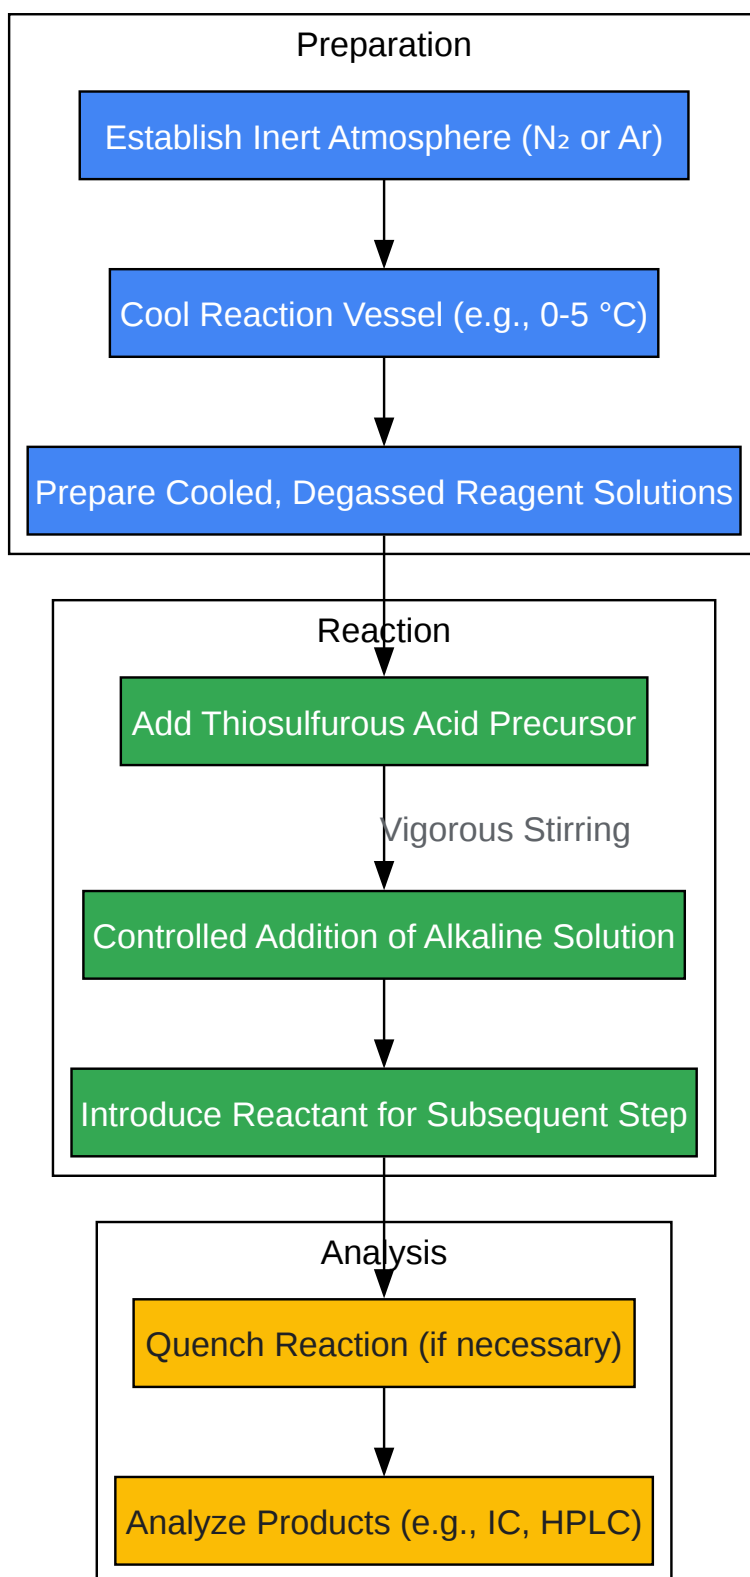 Preparation
Establish Inert Atmosphere (N₂ or Ar)
Cool Reaction Vessel (e.g., 0-5 °C)
Prepare Cooled, Degassed Reagent Solutions
Reaction
Add Thiosulfurous Acid Precursor
Vigorous Stirring
Controlled Addition of Alkaline Solution
Introduce Reactant for Subsequent Step
Analysis
Quench Reaction (if necessary)
Analyze Products (e.g., IC, HPLC)